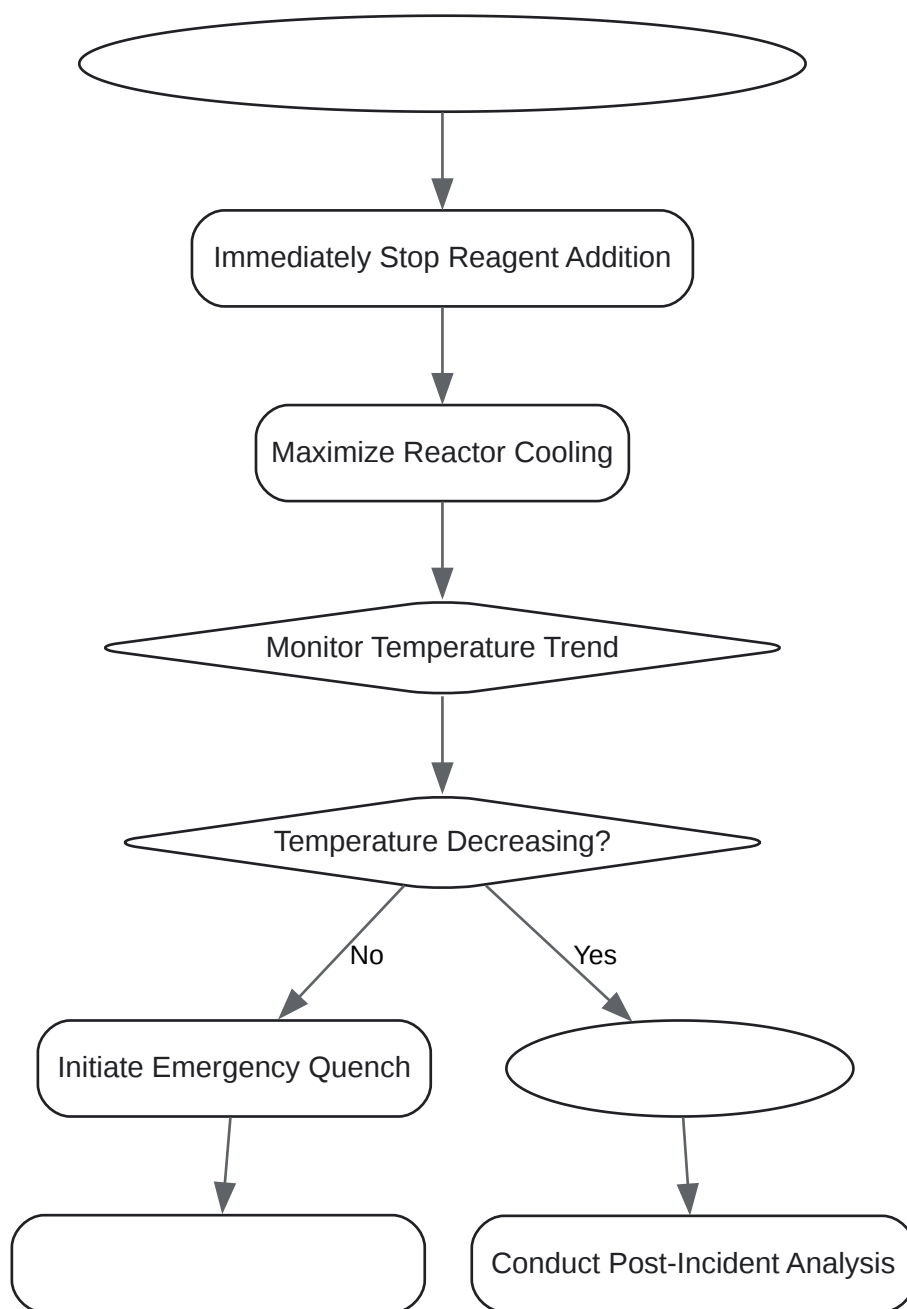 Immediately Stop Reagent Addition
Maximize Reactor Cooling
Monitor Temperature Trend
Temperature Decreasing?
No
Yes
Initiate Emergency Quench
Conduct Post-Incident Analysis